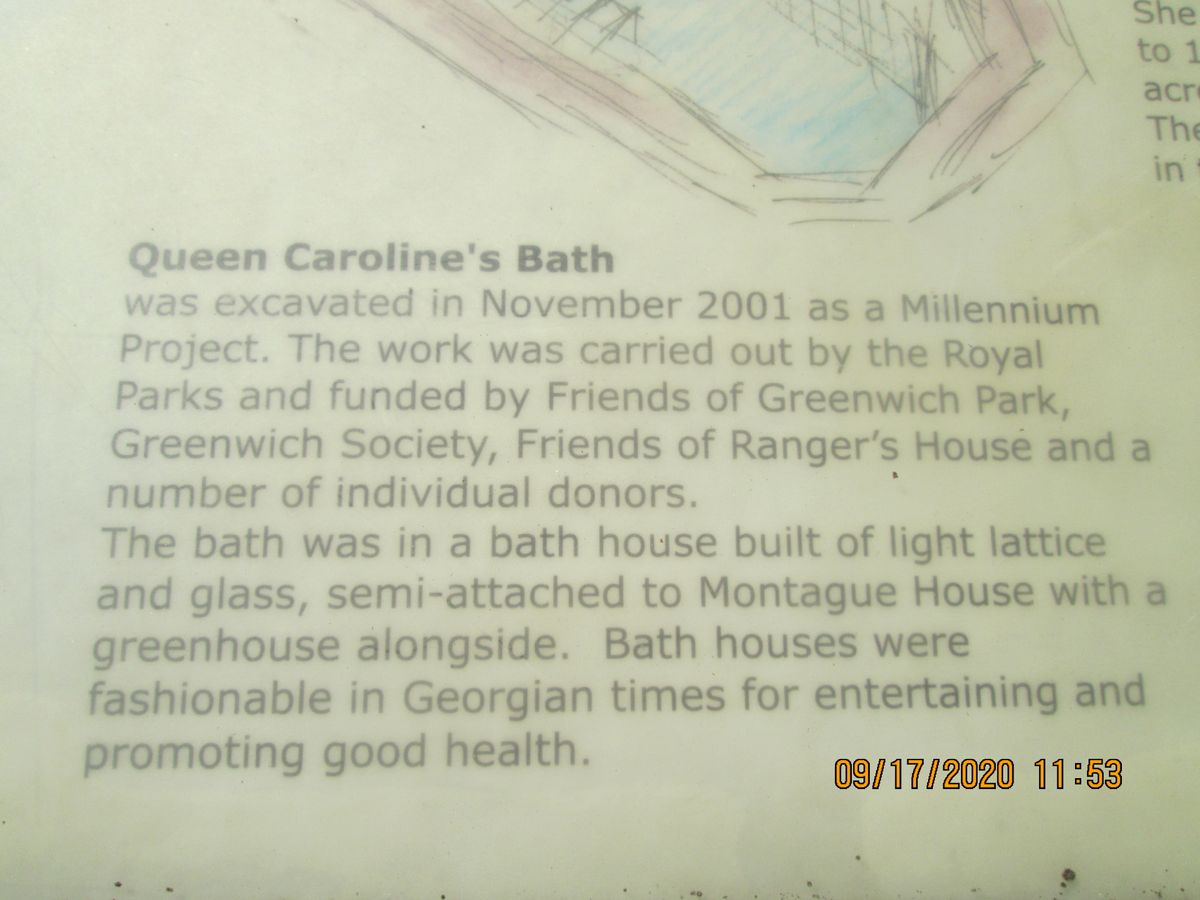 She
to 1
acre
The
in
Queen Caroline's Bath
was excavated in November 2001 as a Millennium
Project. The work was carried out by the Royal
Parks and funded by Friends of Greenwich Park,
Greenwich Society, Friends of Ranger’s House and a
number of individual donors.
The bath was in a bath house built of light lattice
and glass, semi-attached to Montague House with a
greenhouse alongside. Bath houses were
fashionable in Georgian times for entertaining and
promoting good health.
09/17/2020 11:53